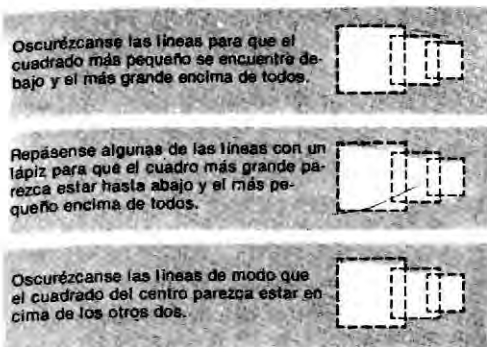 Oscurézcanse las líneas para que el
cuadrado más pequeño se encuentre de-
bajo y el más grande encima de todos.
Repásense algunas de las líneas con un
lápiz para que el cuadro más grande pa-
rezca estar hasta abajo y el más pe-
queño encima de todos.
Oscurézcanse las líneas de modo que
el cuadrado del centro parezca estar en
cima de los otros dos.